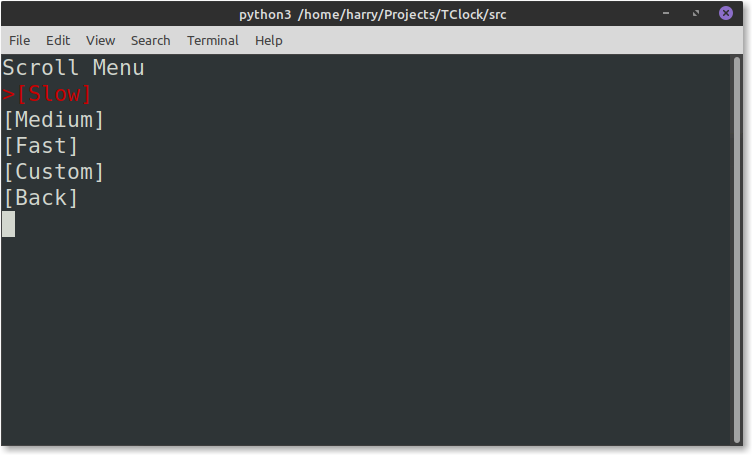 python3 /home/harry/Projects/TClock/src
File Edit View Search Terminal Help
Scroll Menu
>[Slow]
[Medium]
[Fast]
[Custom]
[Back]